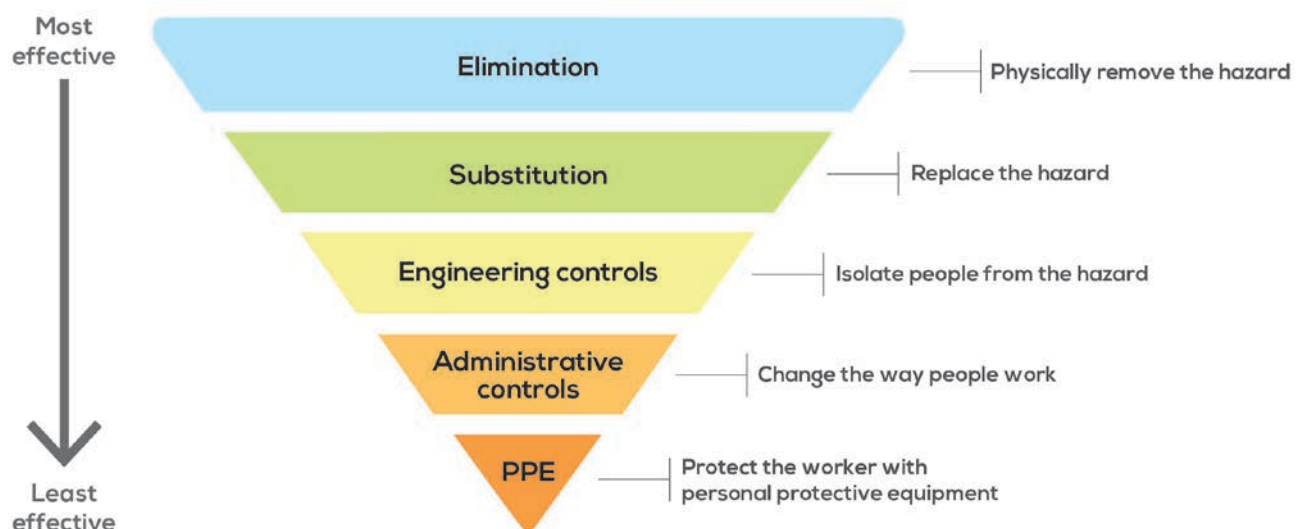 Most
effective
Elimination
Physically remove the hazard
Substitution
Replace the hazard
Engineering controls
Isolate people from the hazard
Administrative
controls
Change the way people work
PPE
Protect the worker with
personal protective equipment
Least
effective